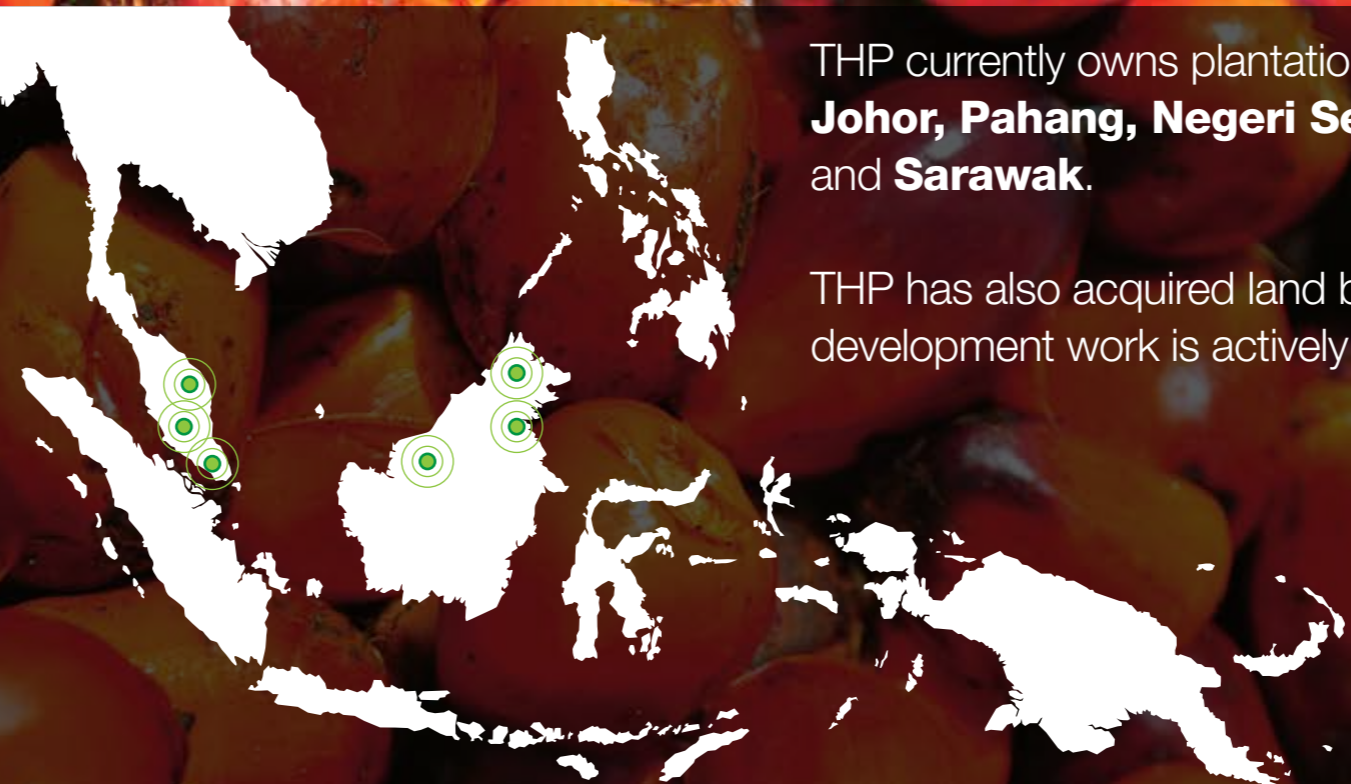 THP currently owns plantatio
Johor, Pahang, Negeri Se
and Sarawak.
THP has also acquired land b
development work is actively